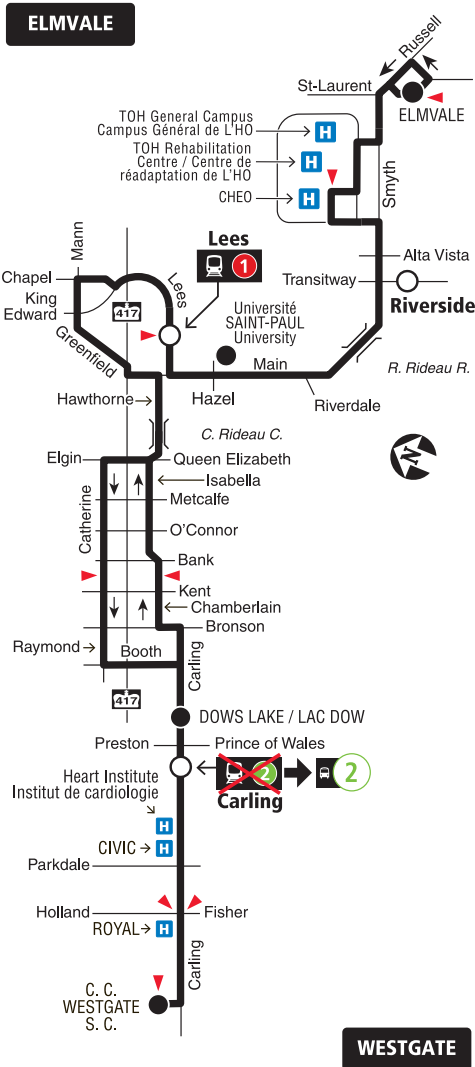 ELMVALE
Russell
St-Laurent
ELMVALE
TOH General Campus
Campus Général de L'HO
H
TOH Rehabilitation
Centre / Centre de
réadaptation de L'HO
H
CHEO
H
Smyth
Lees
1
Mann
Alta Vista
Chapel
Lees
Transitway
King
Edward
417
Riverside
Université
SAINT-PAUL
University
Greenfield
Main
R. Rideau R.
Hawthorne
Hazel
Riverdale
C. Rideau C.
N
Elgin
Queen Elizabeth
Isabella
Catherine
Metcalfe
O'Connor
Bank
Kent
Chamberlain
Bronson
Raymond
Booth
Carling
417
DOWS LAKE / LAC DOW
Preston
Prince of Wales
2
2
Carling
Heart Institute
Institut de cardiologie
H
CIVIC
H
Parkdale
Holland
Fisher
ROYAL
H
Carling
C. C.
WESTGATE
S. C.
WESTGATE